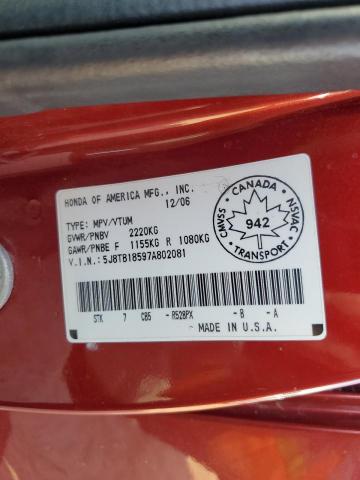 HONDA OF AMERICA MFG., INC.
12/06
TYPE: MPV/VTUM
GVWR/PNBV 2220KG
GAWR/PNBE F 1155KG R 1080KG
V.I.N.: 5J8TB18597A802081
CANADA
CMVSS
942
NSVAC
TRANSPORT
STK 7 CB5 - R528PX - B - A
MADE IN U.S.A.